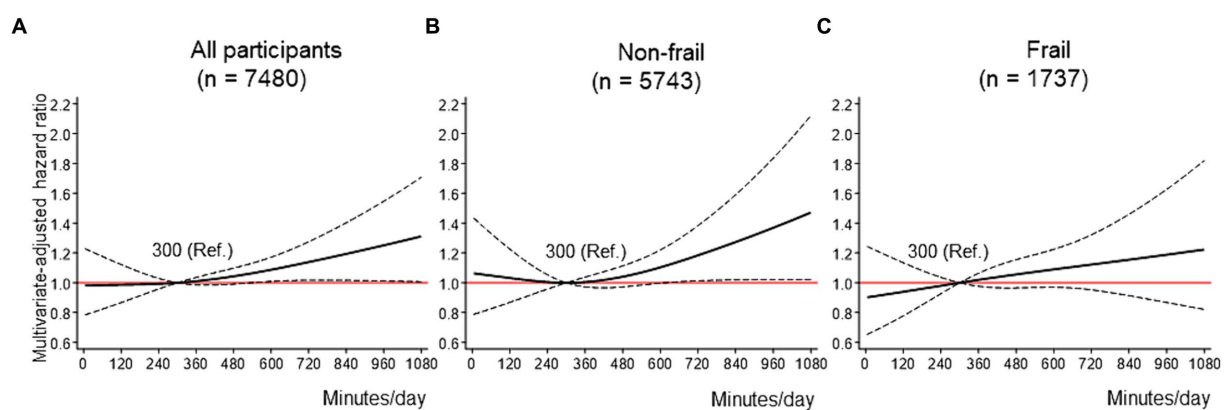 A
All participants
(n = 7480)
Multivariate-adjusted hazard ratio
2.2
2.0
1.8
1.6
1.4
1.2
1.0
0.8
0.6
300 (Ref.)
0 120 240 360 480 600 720 840 960 1080
Minutes/day
B
Non-frail
(n = 5743)
2.2
2.0
1.8
1.6
1.4
1.2
1.0
0.8
0.6
300 (Ref.)
0 120 240 360 480 600 720 840 960 1080
Minutes/day
C
Frail
(n = 1737)
2.2
2.0
1.8
1.6
1.4
1.2
1.0
0.8
0.6
300 (Ref.)
0 120 240 360 480 600 720 840 960 1080
Minutes/day